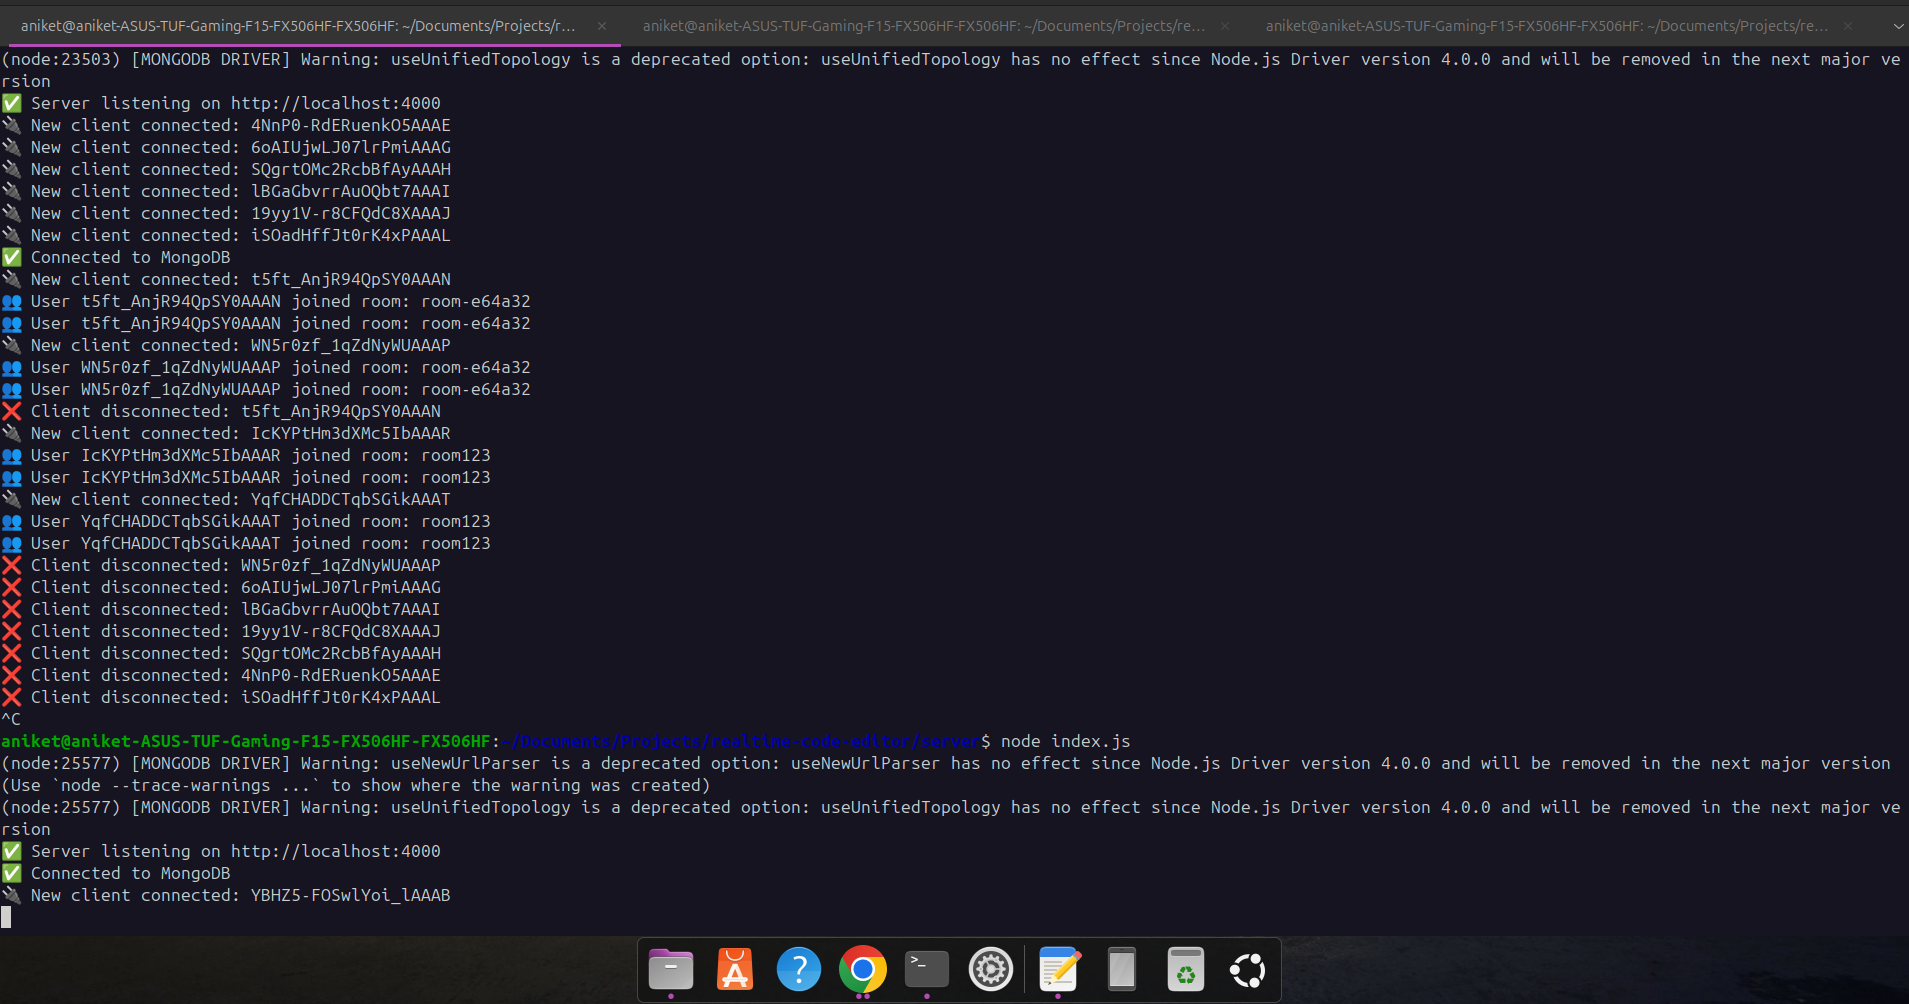 aniket@aniket-ASUS-TUF-Gaming-F15-FX506HF-FX506HF: ~/Documents/Projects/r... × aniket@aniket-ASUS-TUF-Gaming-F15-FX506HF-FX506HF: ~/Documents/Projects/re... × aniket@aniket-ASUS-TUF-Gaming-F15-FX506HF-FX506HF: ~/Documents/Projects/re... ×
(node:23503) [MONGODB DRIVER] Warning: useUnifiedTopology is a deprecated option: useUnifiedTopology has no effect since Node.js Driver version 4.0.0 and will be removed in the next major ve
rsion
✅ Server listening on http://localhost:4000
🔌 New client connected: 4NnP0-RdERuenkO5AAAE
🔌 New client connected: 6oAIUjwLJ07lrPmiAAAG
🔌 New client connected: SQgrtOMc2RcbBfAyAAAH
🔌 New client connected: lBGaGbvrrAuOQbt7AAAI
🔌 New client connected: 19yy1V-r8CFQdC8XAAAJ
🔌 New client connected: iSOadHffJt0rK4xPAAAL
✅ Connected to MongoDB
🔌 New client connected: t5ft_AnjR94QpSY0AAAN
👥 User t5ft_AnjR94QpSY0AAAN joined room: room-e64a32
👥 User t5ft_AnjR94QpSY0AAAN joined room: room-e64a32
🔌 New client connected: WN5r0zf_1qZdNyWUAAAP
👥 User WN5r0zf_1qZdNyWUAAAP joined room: room-e64a32
👥 User WN5r0zf_1qZdNyWUAAAP joined room: room-e64a32
❌ Client disconnected: t5ft_AnjR94QpSY0AAAN
🔌 New client connected: IcKYPtHm3dXMc5IbAAAR
👥 User IcKYPtHm3dXMc5IbAAAR joined room: room123
👥 User IcKYPtHm3dXMc5IbAAAR joined room: room123
🔌 New client connected: YqfCHADDCTqbSGikAAAT
👥 User YqfCHADDCTqbSGikAAAT joined room: room123
👥 User YqfCHADDCTqbSGikAAAT joined room: room123
❌ Client disconnected: WN5r0zf_1qZdNyWUAAAP
❌ Client disconnected: 6oAIUjwLJ07lrPmiAAAG
❌ Client disconnected: lBGaGbvrrAuOQbt7AAAI
❌ Client disconnected: 19yy1V-r8CFQdC8XAAAJ
❌ Client disconnected: SQgrtOMc2RcbBfAyAAAH
❌ Client disconnected: 4NnP0-RdERuenkO5AAAE
❌ Client disconnected: iSOadHffJt0rK4xPAAAL
^C
aniket@aniket-ASUS-TUF-Gaming-F15-FX506HF-FX506HF:~/Documents/Projects/realtime-code-editor/server$ node index.js
(node:25577) [MONGODB DRIVER] Warning: useNewUrlParser is a deprecated option: useNewUrlParser has no effect since Node.js Driver version 4.0.0 and will be removed in the next major version
(Use `node --trace-warnings ...` to show where the warning was created)
(node:25577) [MONGODB DRIVER] Warning: useUnifiedTopology is a deprecated option: useUnifiedTopology has no effect since Node.js Driver version 4.0.0 and will be removed in the next major ve
rsion
✅ Server listening on http://localhost:4000
✅ Connected to MongoDB
🔌 New client connected: YBHZ5-FOSwlYoi_lAAAB